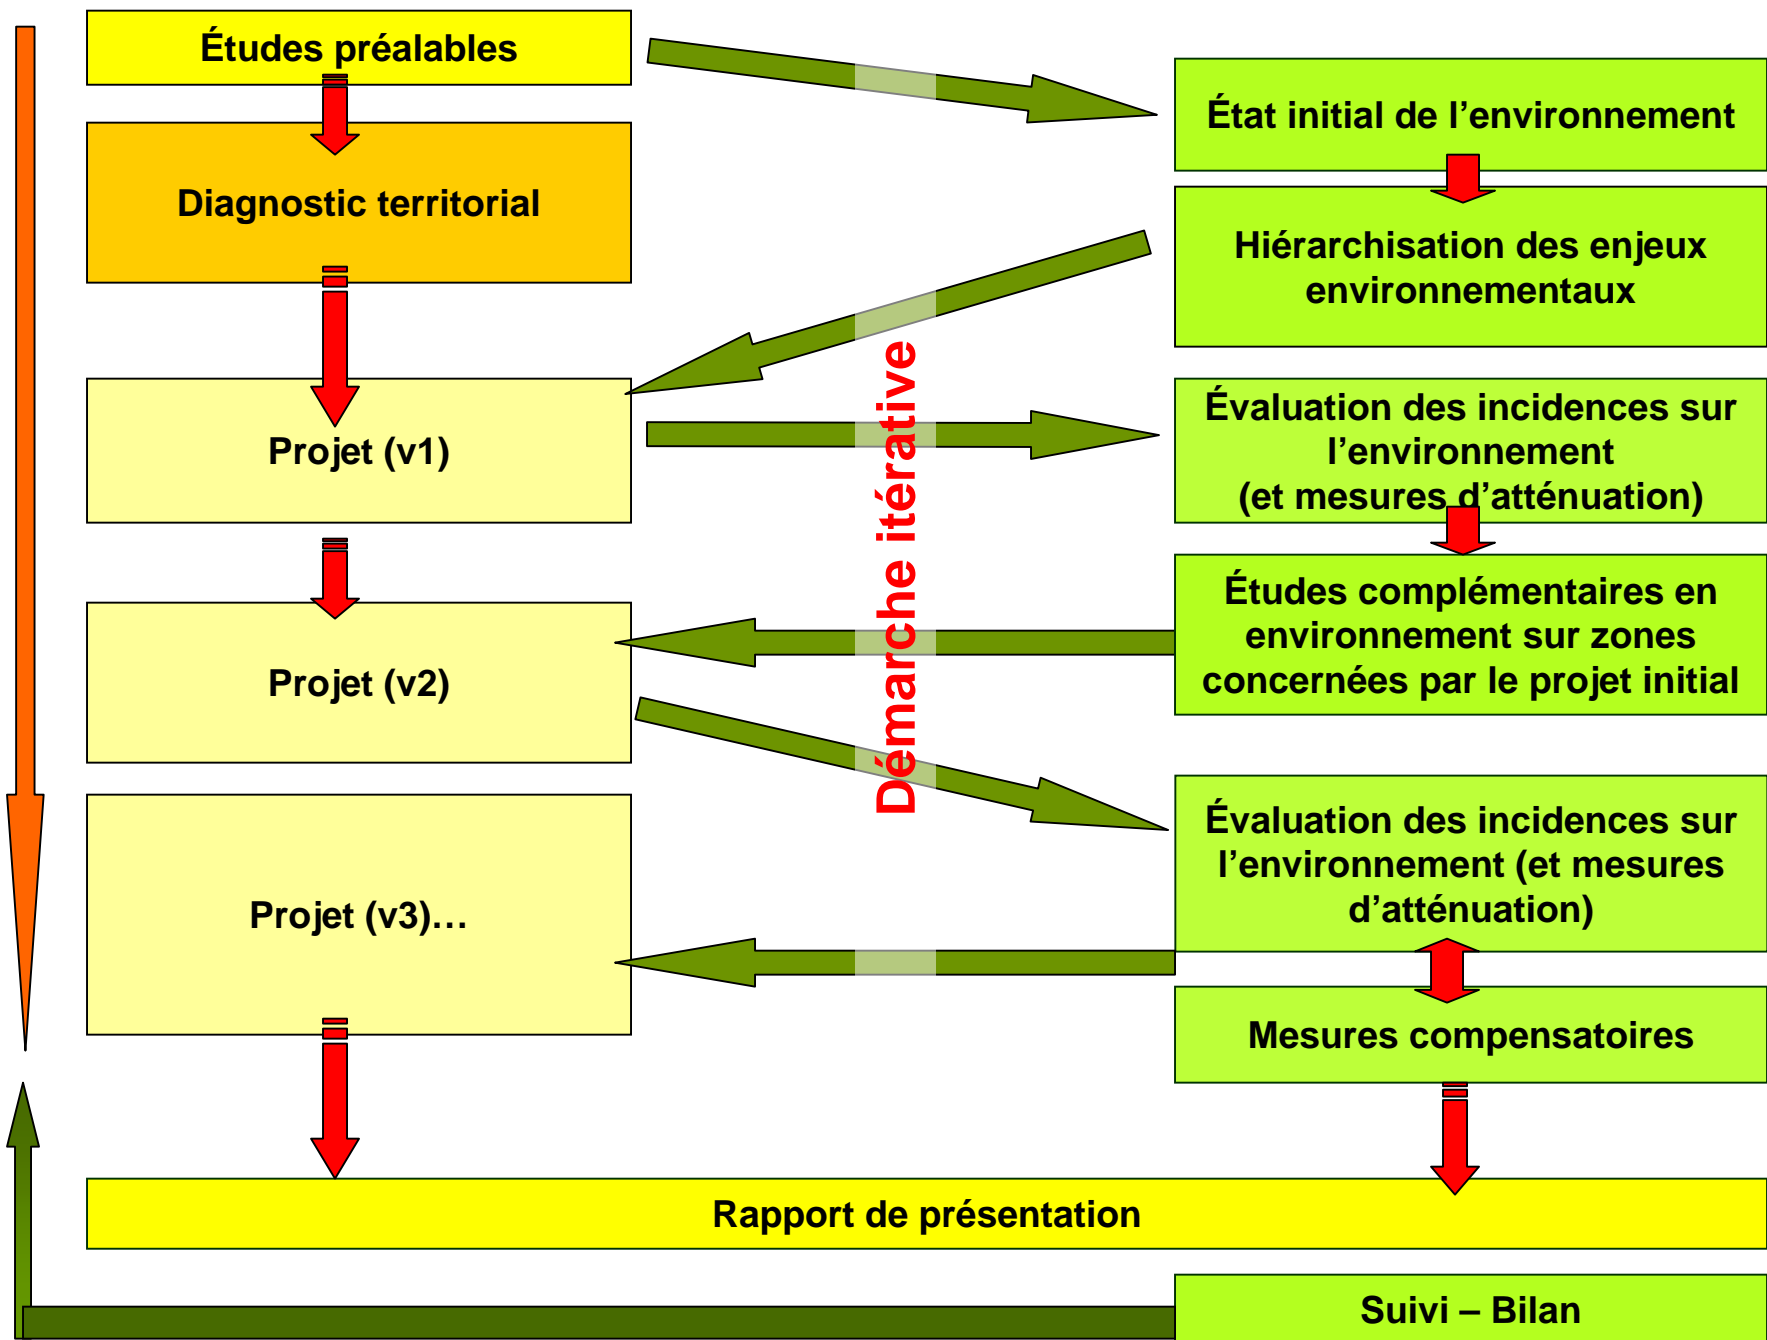 Études préalables
État initial de l’environnement
Diagnostic territorial
Hiérarchisation des enjeux
environnementaux
Projet (v1)
Évaluation des incidences sur
l’environnement
(et mesures d’atténuation)
Démarche itérative
Projet (v2)
Études complémentaires en
environnement sur zones
concernées par le projet initial
Projet (v3)…
Évaluation des incidences sur
l’environnement (et mesures
d’atténuation)
Mesures compensatoires
Rapport de présentation
Suivi – Bilan